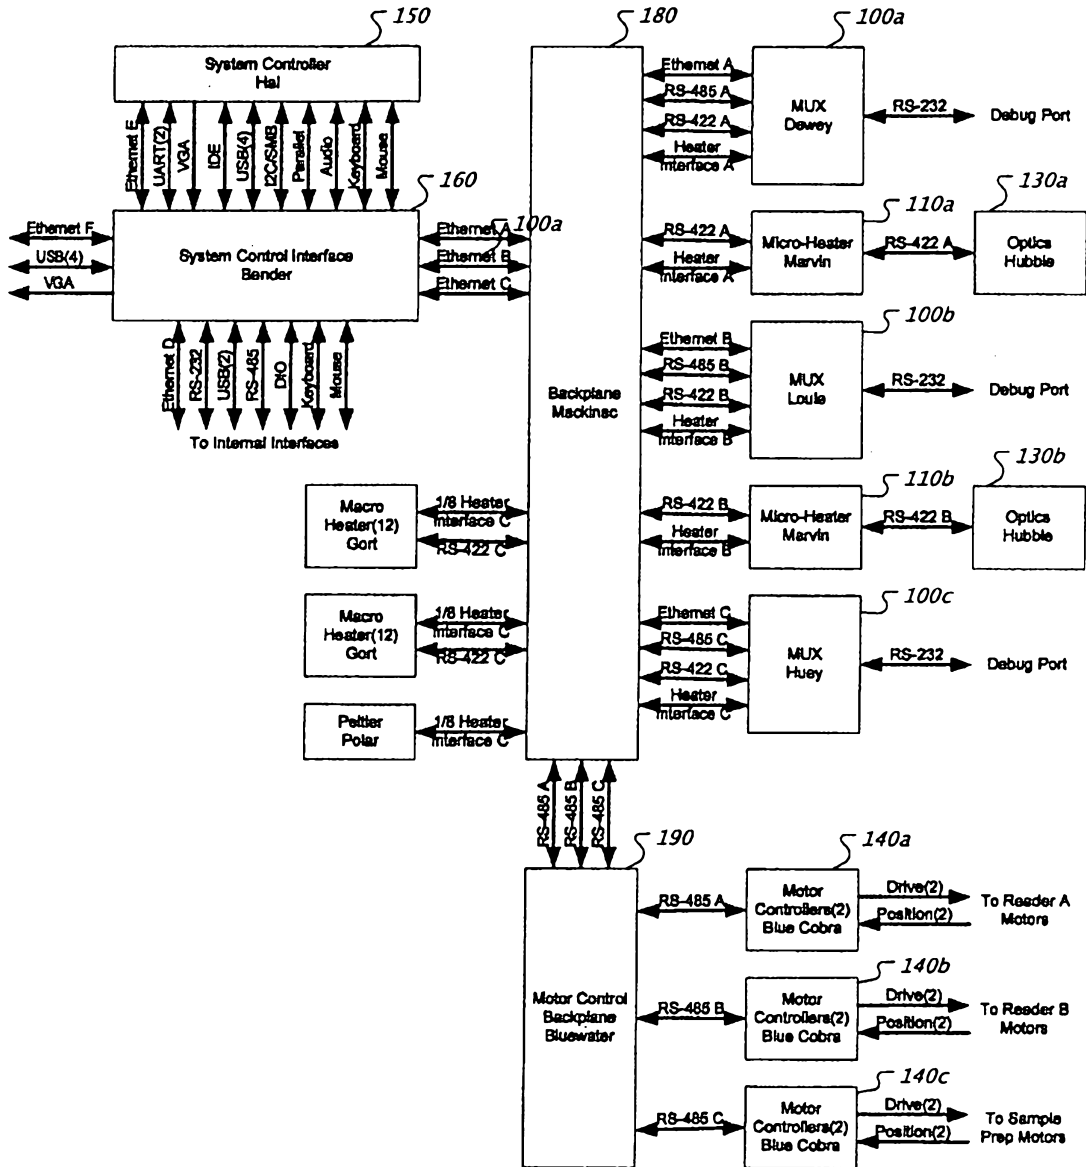 150
180
100a
System Controller
Hal
Ethernet E
UART(2)
VGA
IDE
USB(4)
I2C/SMB
Parallel
Audio
Keyboard
Mouse
160
Ethernet F
USB(4)
VGA
System Control Interface
Bender
Ethernet A
100a
Ethernet B
Ethernet C
Ethernet D
RS-232
USB(2)
RS-485
DIO
Keyboard
Mouse
To Internal Interfaces
Backplane
Mackinac
Ethernet A
RS-485 A
RS-422 A
Heater
Interface A
MUX
Dewey
RS-232
Debug Port
110a
130a
RS-422 A
Heater
Interface A
Micro-Heater
Marvin
RS-422 A
Optics
Hubble
100b
Ethernet B
RS-485 B
RS-422 B
Heater
Interface B
MUX
Louie
RS-232
Debug Port
110b
130b
RS-422 B
Heater
Interface B
Micro-Heater
Marvin
RS-422 B
Optics
Hubble
100c
Ethernet C
RS-485 C
RS-422 C
Heater
Interface C
MUX
Huey
RS-232
Debug Port
Macro
Heater(12)
Gort
1/8 Heater
Interface C
RS-422 C
Macro
Heater(12)
Gort
1/8 Heater
Interface C
RS-422 C
Peltier
Polar
1/8 Heater
Interface C
RS-485 A
RS-485 B
RS-485 C
190
Motor Control
Backplane
Bluewater
140a
RS-485 A
Motor
Controllers(2)
Blue Cobra
Drive(2)
Position(2)
To Reader A
Motors
140b
RS-485 B
Motor
Controllers(2)
Blue Cobra
Drive(2)
Position(2)
To Reader B
Motors
140c
RS-485 C
Motor
Controllers(2)
Blue Cobra
Drive(2)
Position(2)
To Sample
Prep Motors